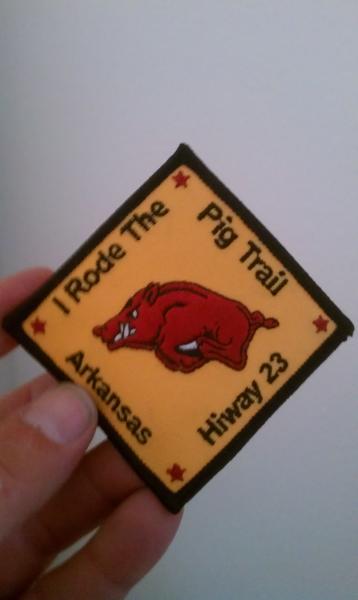 I Rode The
Pig Trail
Arkansas
Hiway 23